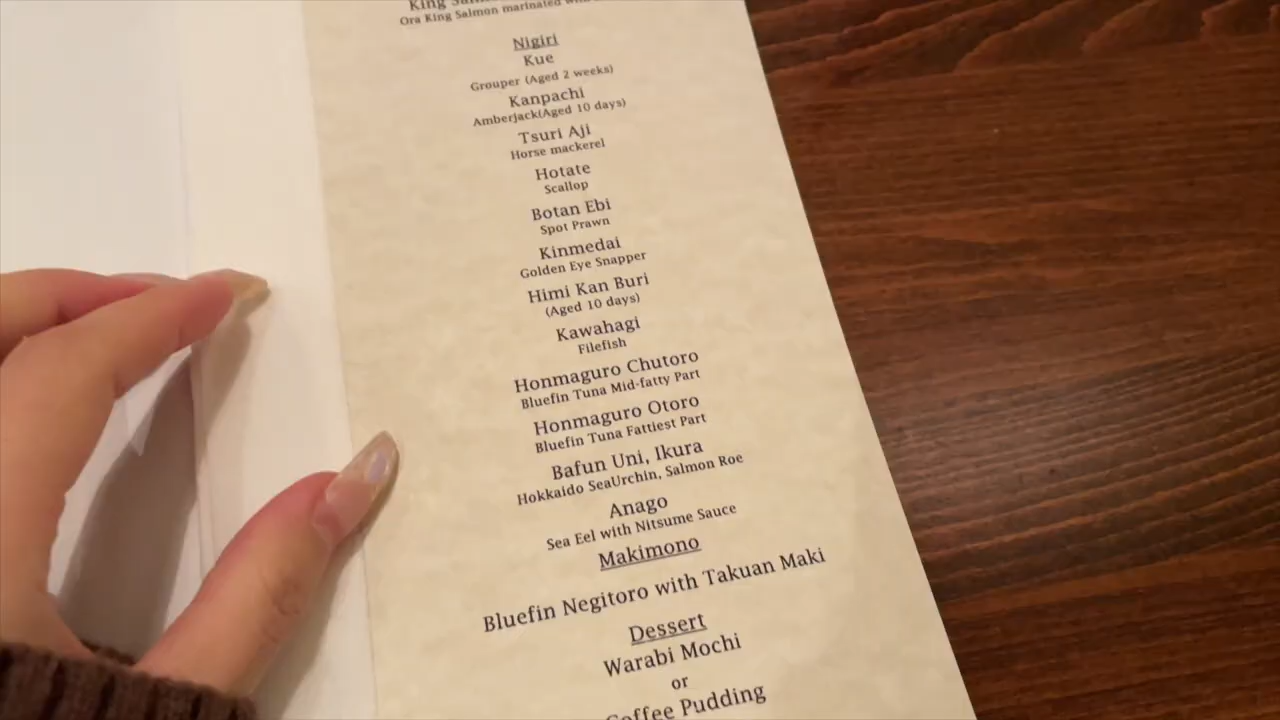 King
Ora King Salmon marinated with
Nigiri
Kue
Grouper (Aged 2 weeks)
Kanpachi
Amberjack(Aged 10 days)
Tsuri Aji
Horse mackerel
Hotate
Scallop
Botan Ebi
Spot Prawn
Kinmedai
Golden Eye Snapper
Himi Kan Buri
(Aged 10 days)
Kawahagi
Filefish
Honmaguro Chutoro
Bluefin Tuna Mid-fatty Part
Honmaguro Otoro
Bluefin Tuna Fattiest Part
Bafun Uni, Ikura
Hokkaido SeaUrchin, Salmon Roe
Anago
Sea Eel with Nitsume Sauce
Makimono
Bluefin Negitoro with Takuan Maki
Dessert
Warabi Mochi
or
Coffee Pudding